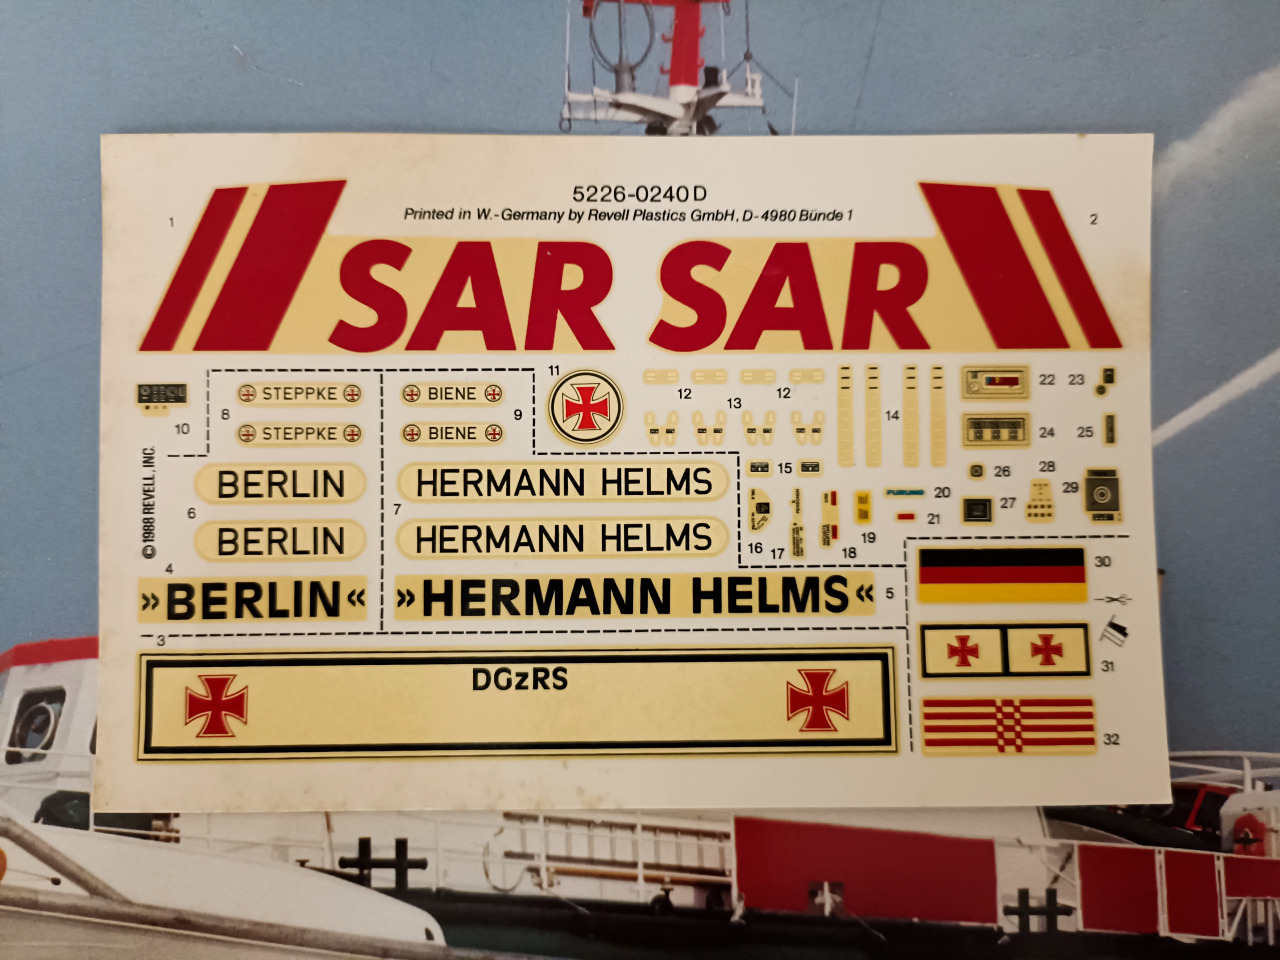 5226-0240 D
Printed in W.-Germany by Revell Plastics GmbH, D-4980 Bünde 1
1
2
SAR SAR
11
12
13
12
14
22
23
8
STEPPKE
BIENE
9
10
STEPPKE
BIENE
24
25
15
26
28
29
6
BERLIN
7
HERMANN HELMS
20
27
FURUNO
21
BERLIN
HERMANN HELMS
16
17
18
19
© 1988 REVELL, INC.
4
»BERLIN«
»HERMANN HELMS«
5
30
3
DGzRS
31
32